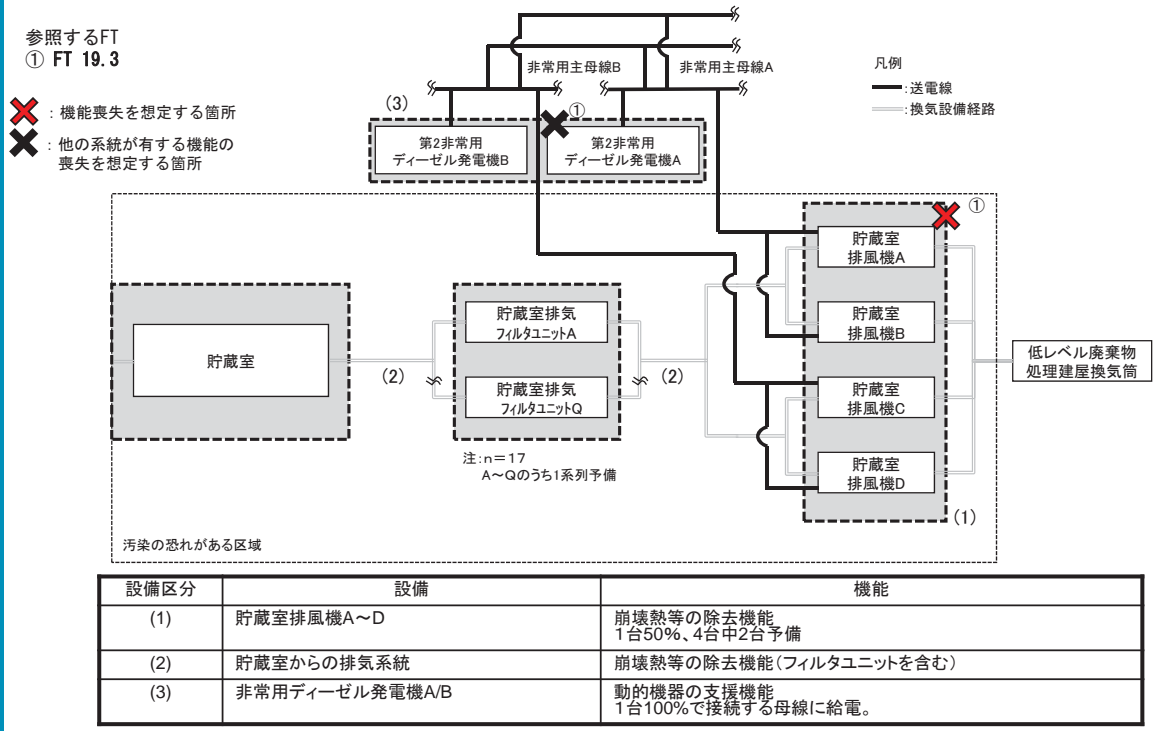 参照するFT
① FT 19.3
：機能喪失を想定する箇所
：他の系統が有する機能の
喪失を想定する箇所
非常用主母線B
非常用主母線A
凡例
：送電線
：換気設備経路
(3)
①
第2非常用
ディーゼル発電機B
第2非常用
ディーゼル発電機A
①
貯蔵室
排風機A
貯蔵室
排風機B
貯蔵室
排風機C
貯蔵室
排風機D
(1)
貯蔵室
(2)
貯蔵室排気
フィルタユニットA
貯蔵室排気
フィルタユニットQ
(2)
注：n＝17
A～Qのうち1系列予備
低レベル廃棄物
処理建屋換気筒
汚染の恐れがある区域
設備区分 設備 機能
(1) 貯蔵室排風機A～D 崩壊熱等の除去機能
1台50%、4台中2台予備
(2) 貯蔵室からの排気系統 崩壊熱等の除去機能（フィルタユニットを含む）
(3) 非常用ディーゼル発電機A/B 動的機器の支援機能
1台100%で接続する母線に給電。